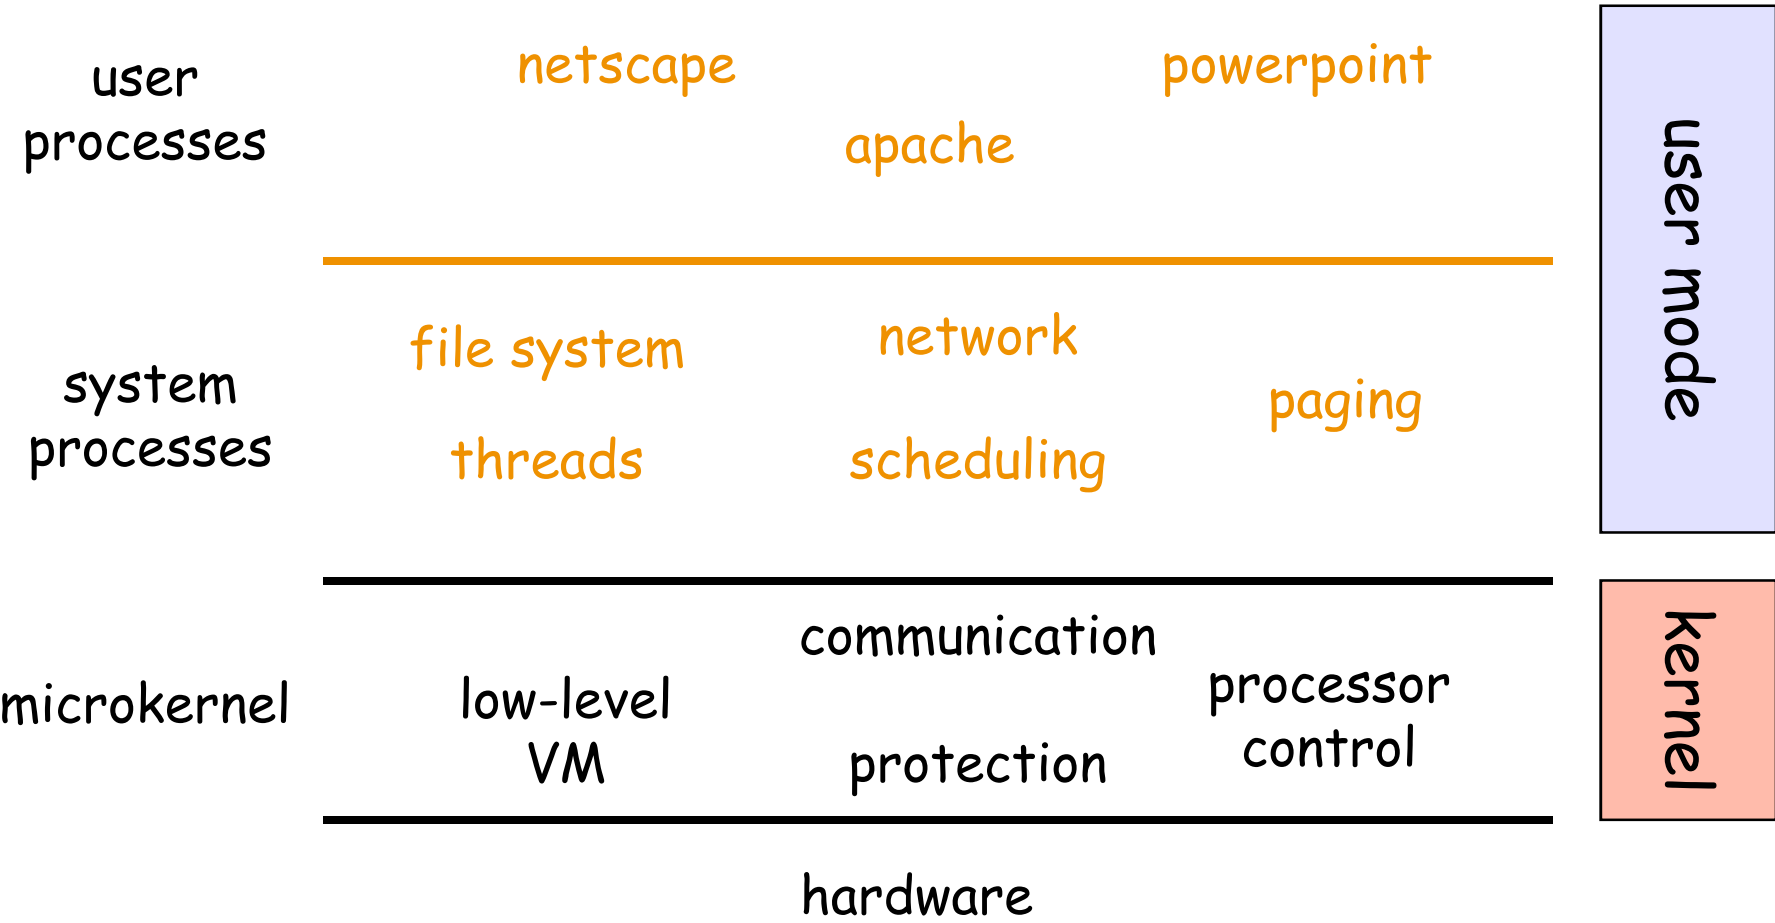 user
processes
netscape
powerpoint
apache
user mode
system
processes
file system
network
paging
threads
scheduling
microkernel
communication
low-level
VM
processor
control
protection
kernel
hardware